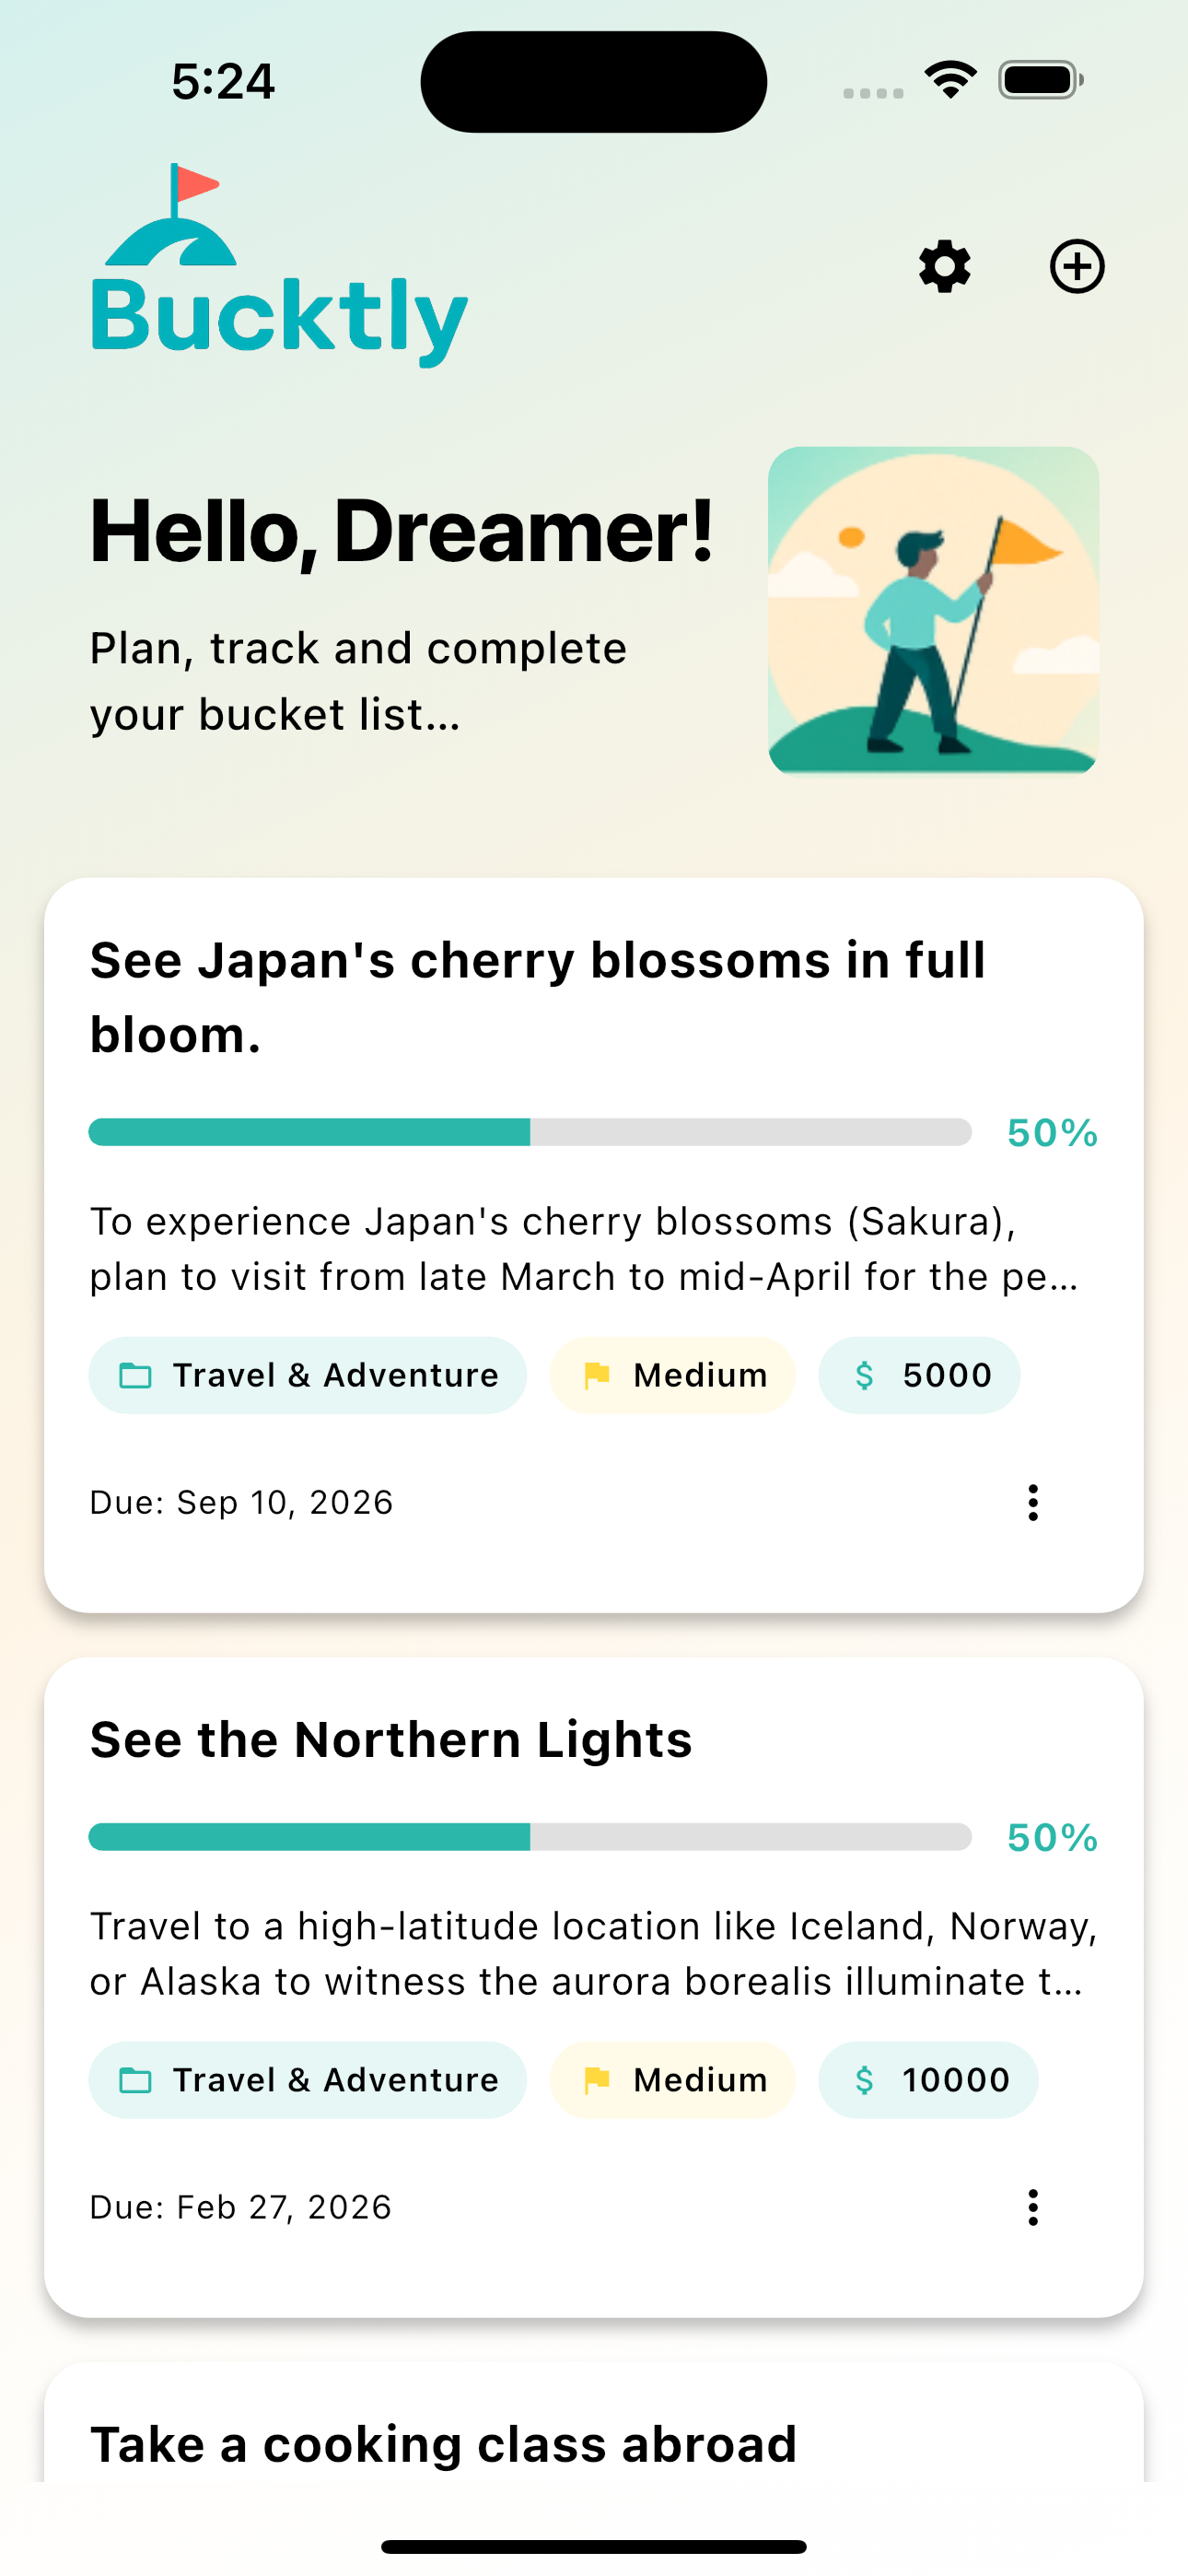 5:24
Bucktly
Hello, Dreamer!
Plan, track and complete
your bucket list...
See Japan's cherry blossoms in full
bloom.
50%
To experience Japan's cherry blossoms (Sakura),
plan to visit from late March to mid-April for the pe...
Travel & Adventure Medium $ 5000
Due: Sep 10, 2026
See the Northern Lights
50%
Travel to a high-latitude location like Iceland, Norway,
or Alaska to witness the aurora borealis illuminate t...
Travel & Adventure Medium $ 10000
Due: Feb 27, 2026
Take a cooking class abroad